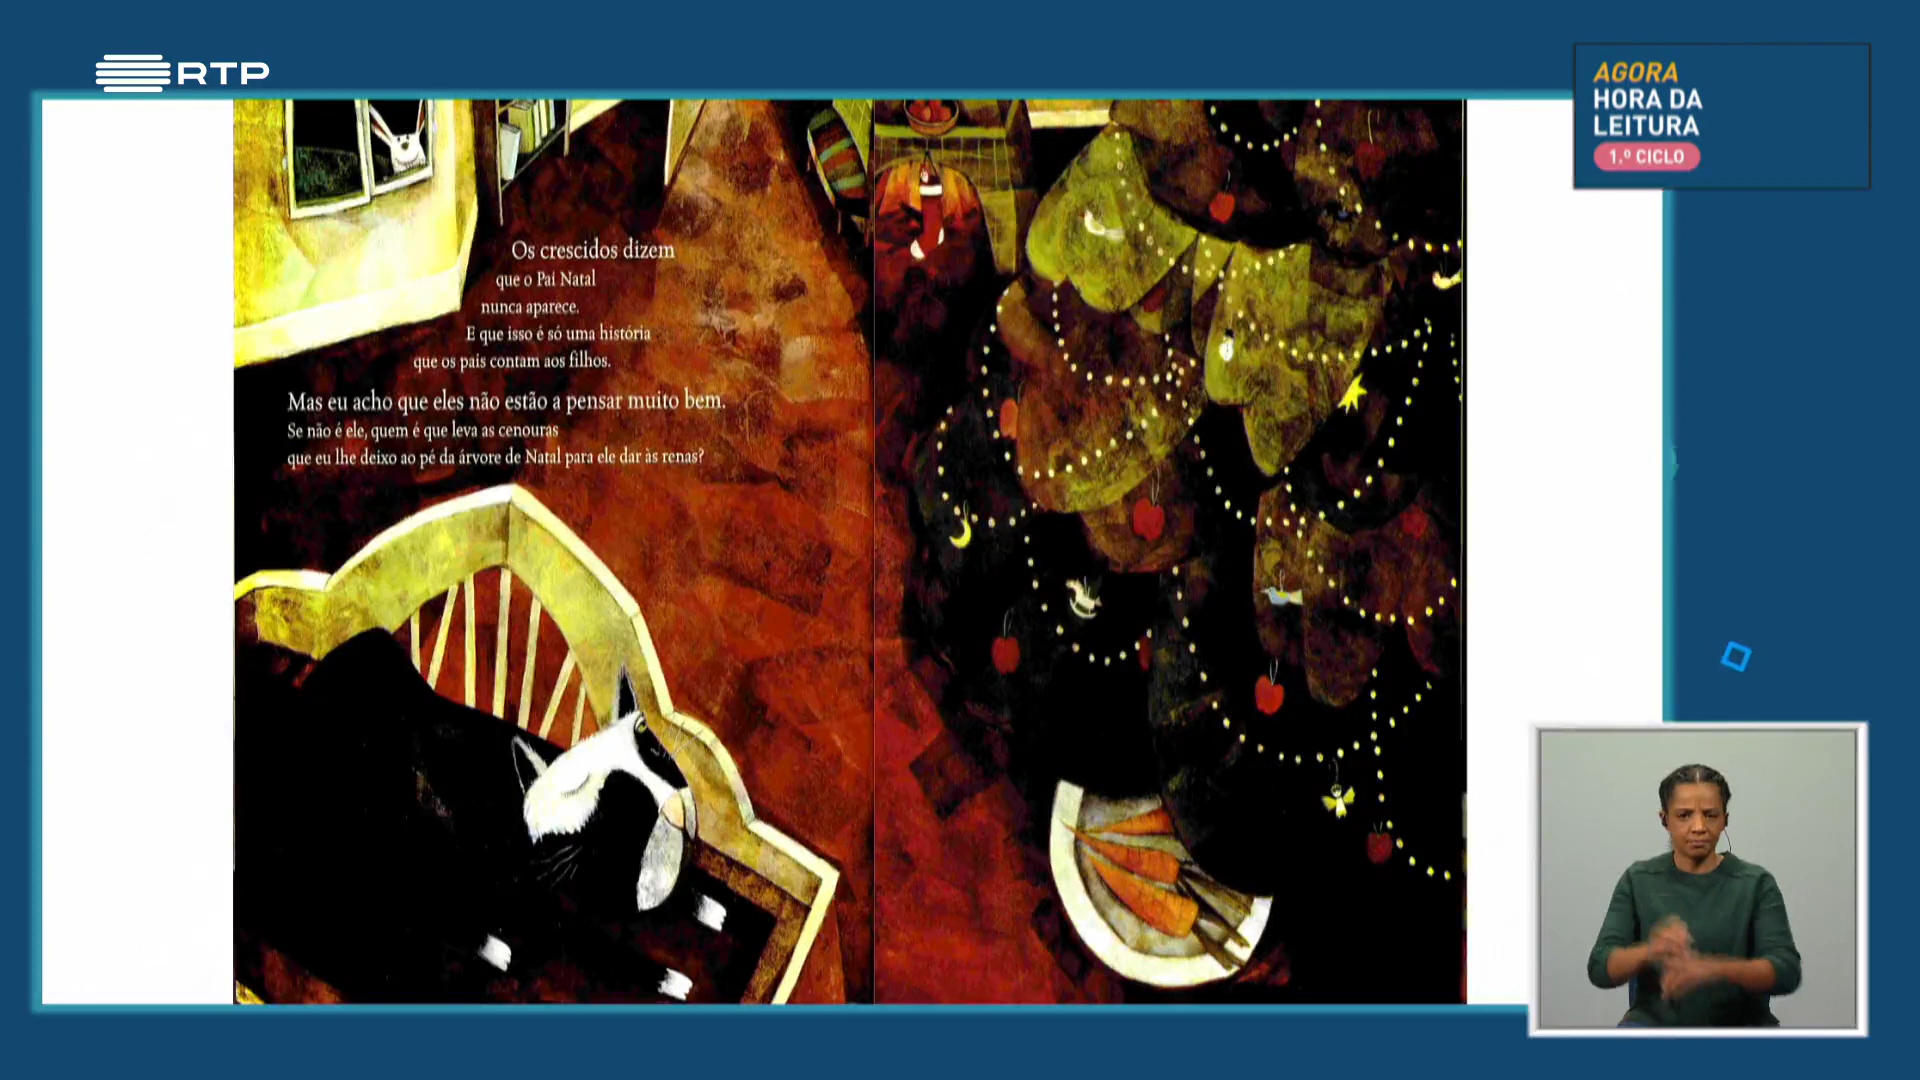 RTP
AGORA
HORA DA
LEITURA
1.º CICLO
Os crescidos dizem
que o Pai Natal
nunca aparece.
E que isso é só uma história
que os pais contam aos filhos.
Mas eu acho que eles não estão a pensar muito bem.
Se não é ele, quem é que leva as cenouras
que eu lhe deixo ao pé da árvore de Natal para ele dar às renas?